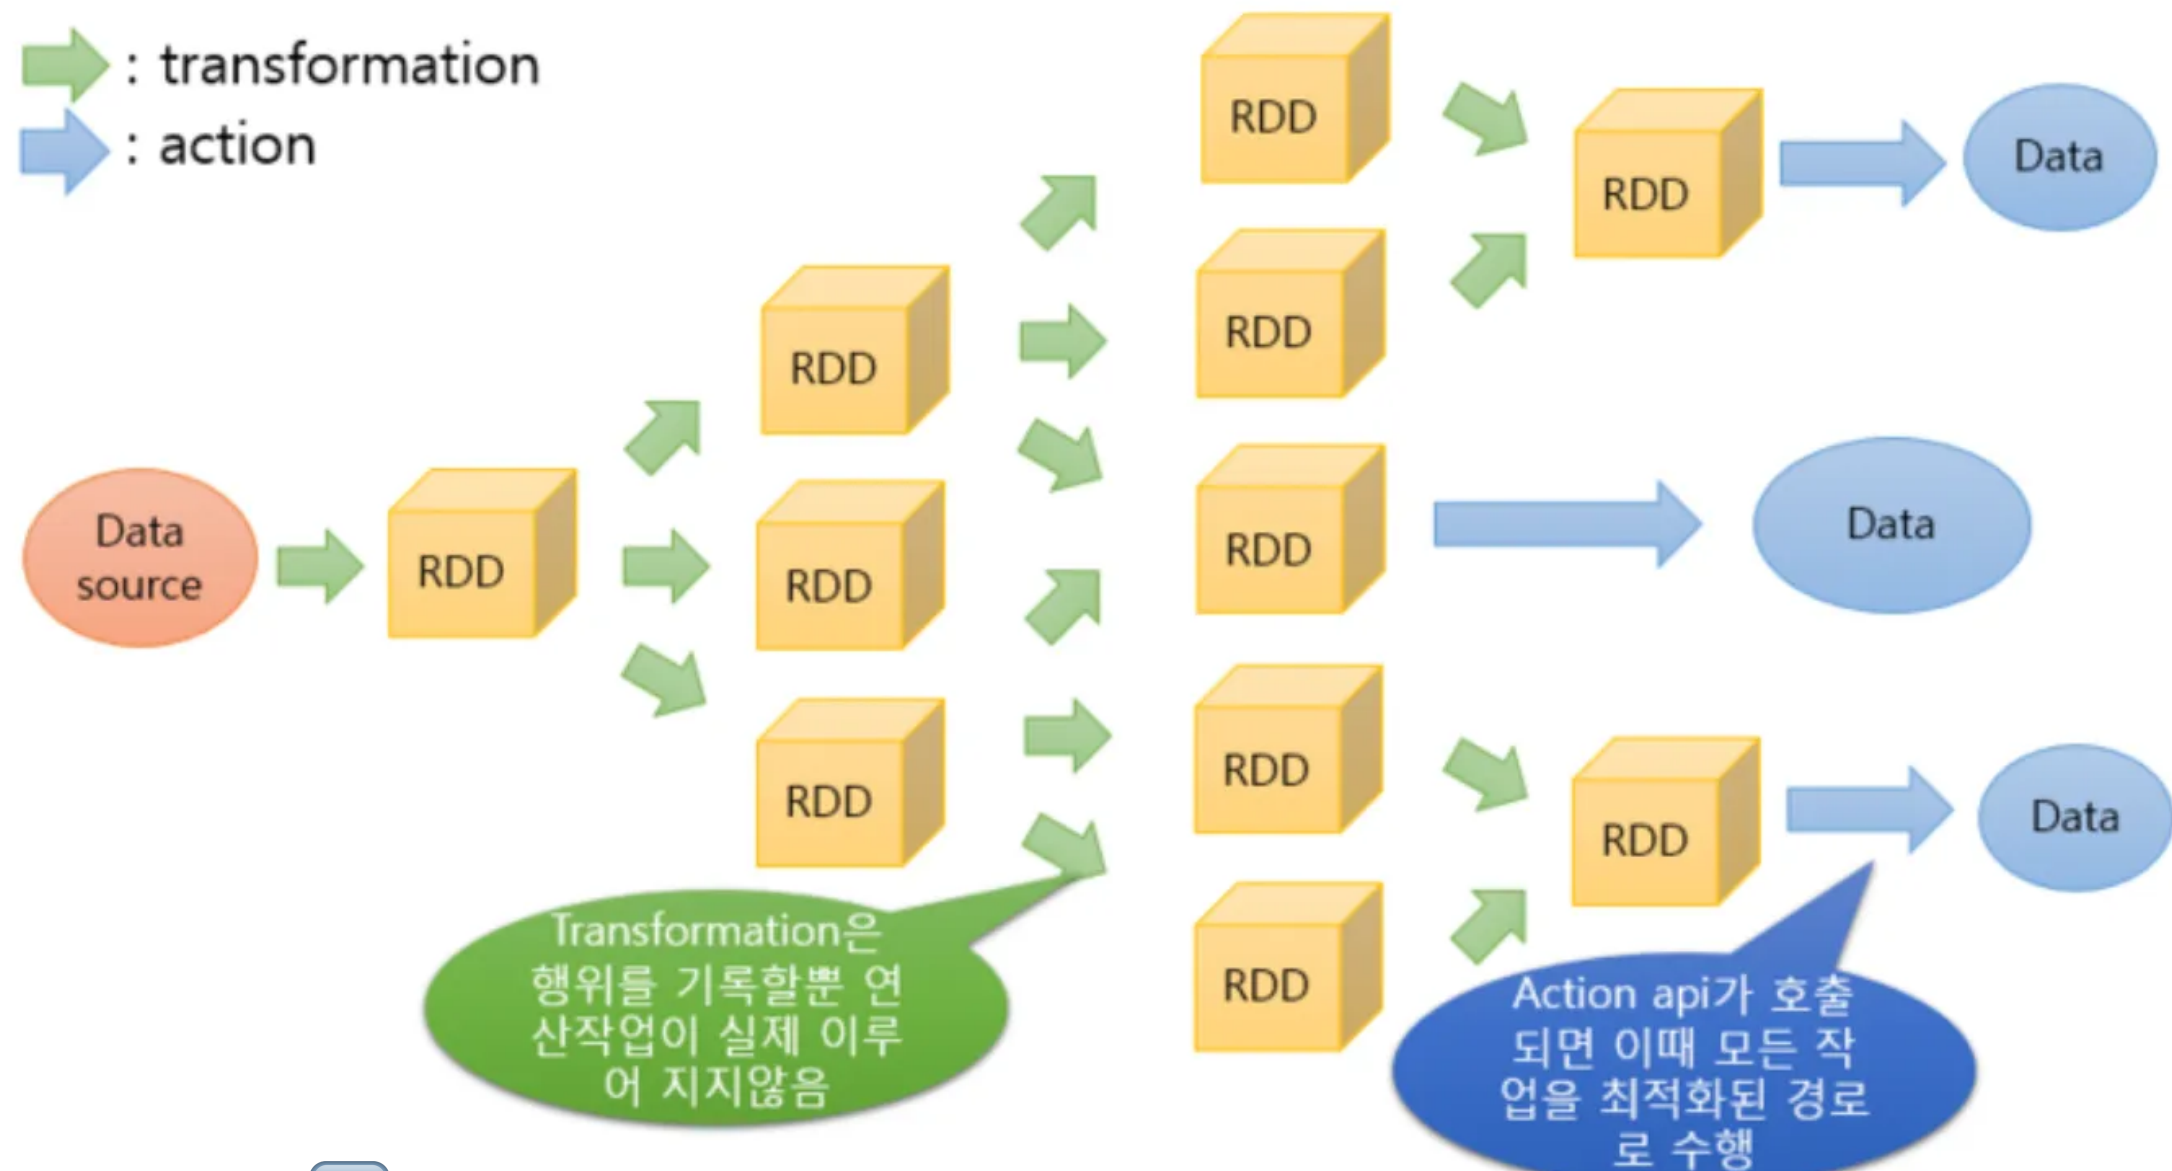 : transformation
: action
Data
source
RDD
RDD
RDD
RDD
RDD
RDD
RDD
RDD
RDD
RDD
RDD
Data
Data
Data
Transformation은
행위를 기록할뿐 연
산작업이 실제 이루
어 지지않음
Action api가 호출
되면 이때 모든 작
업을 최적화된 경로
로 수행